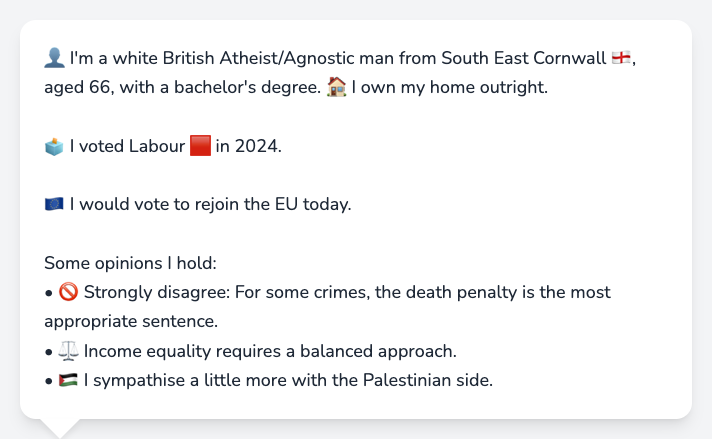 👤 I'm a white British Atheist/Agnostic man from South East Cornwall 🏴󠁧󠁢󠁥󠁮󠁧󠁿,
aged 66, with a bachelor's degree. 🏠 I own my home outright.
🗳️ I voted Labour 🟥 in 2024.
🇪🇺 I would vote to rejoin the EU today.
Some opinions I hold:
• 🚫 Strongly disagree: For some crimes, the death penalty is the most
appropriate sentence.
• ⚖️ Income equality requires a balanced approach.
• 🇵🇸 I sympathise a little more with the Palestinian side.